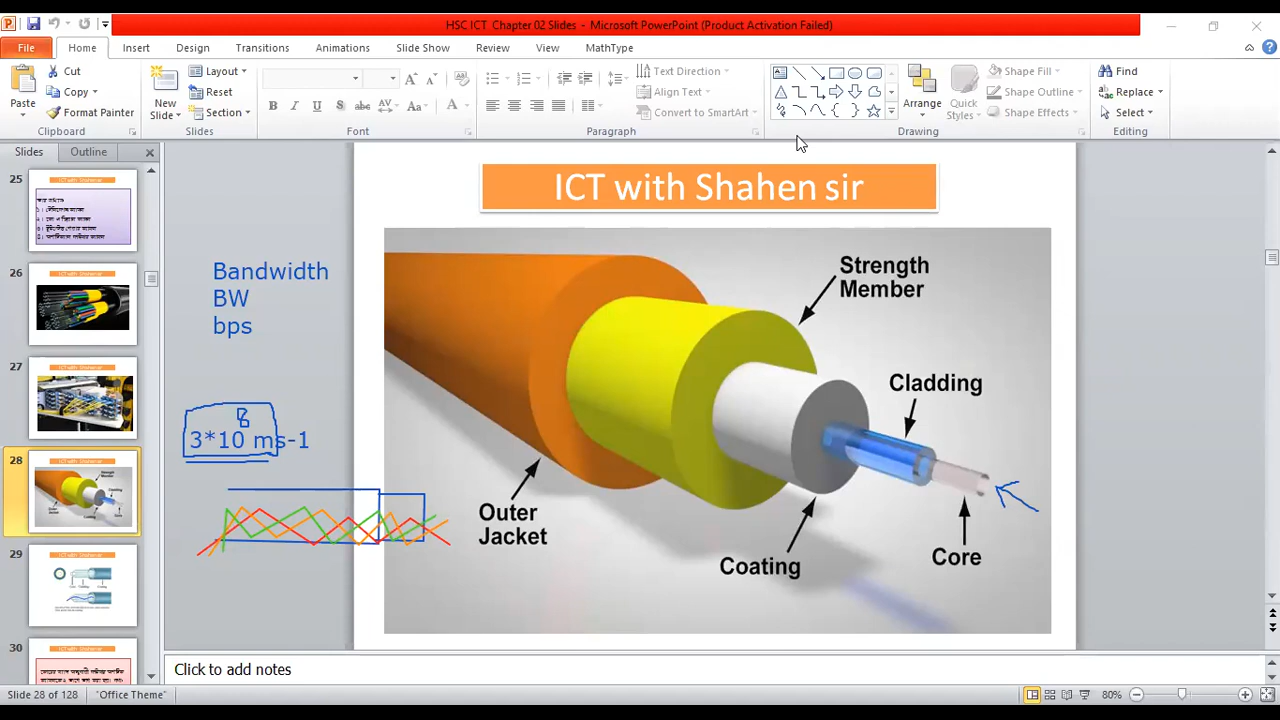 HSC ICT Chapter 02 Slides - Microsoft PowerPoint (Product Activation Failed)
File Home Insert Design Transitions Animations Slide Show Review View MathType
Paste
Cut
Copy
Format Painter
Clipboard
New Slide
Layout
Reset
Section
Slides
Font
Text Direction
Align Text
Convert to SmartArt
Paragraph
Arrange
Quick Styles
Shape Fill
Shape Outline
Shape Effects
Drawing
Find
Replace
Select
Editing
Slides Outline
25
26
27
28
29
30
ICT with Shahen sir
Bandwidth
BW
bps
8
3*10 ms-1
Strength
Member
Cladding
Outer
Jacket
Coating
Core
Click to add notes
Slide 28 of 128 "Office Theme" 80%